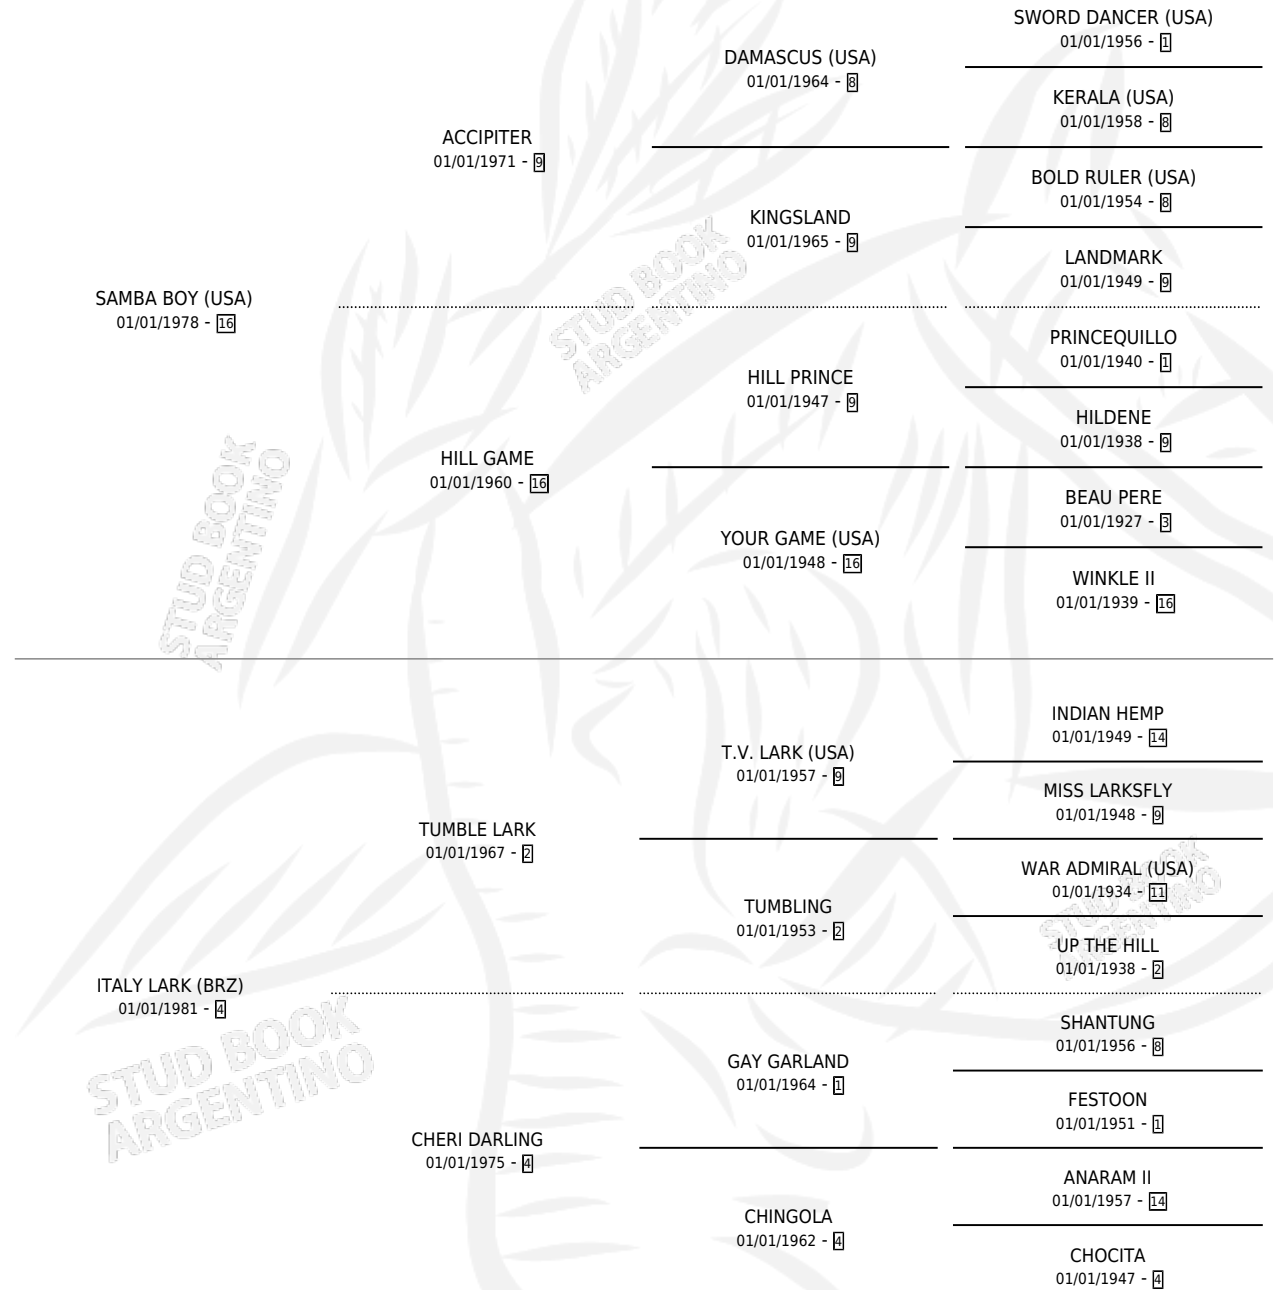 SWORD DANCER (USA)
01/01/1956 - 1
DAMASCUS (USA)
01/01/1964 - 8
KERALA (USA)
01/01/1958 - 8
ACCIPITER
01/01/1971 - 9
BOLD RULER (USA)
01/01/1954 - 8
KINGSLAND
01/01/1965 - 9
LANDMARK
01/01/1949 - 9
SAMBA BOY (USA)
01/01/1978 - 16
STUD BOOK
ARGENTINO
PRINCEQUILLO
01/01/1940 - 1
HILL PRINCE
01/01/1947 - 9
HILDENE
01/01/1938 - 9
HILL GAME
01/01/1960 - 16
BEAU PERE
01/01/1927 - 3
YOUR GAME (USA)
01/01/1948 - 16
WINKLE II
01/01/1939 - 16
STUD BOOK
ARGENTINO
INDIAN HEMP
01/01/1949 - 14
T.V. LARK (USA)
01/01/1957 - 9
MISS LARKSFLY
01/01/1948 - 9
TUMBLE LARK
01/01/1967 - 2
WAR ADMIRAL (USA)
01/01/1934 - 11
TUMBLING
01/01/1953 - 2
UP THE HILL
01/01/1938 - 2
STUD BOOK
ARGENTINO
ITALY LARK (BRZ)
01/01/1981 - 4
STUD BOOK
ARGENTINO
SHANTUNG
01/01/1956 - 8
GAY GARLAND
01/01/1964 - 1
FESTOON
01/01/1951 - 1
CHERI DARLING
01/01/1975 - 4
ANARAM II
01/01/1957 - 14
CHINGOLA
01/01/1962 - 4
CHOCITA
01/01/1947 - 4